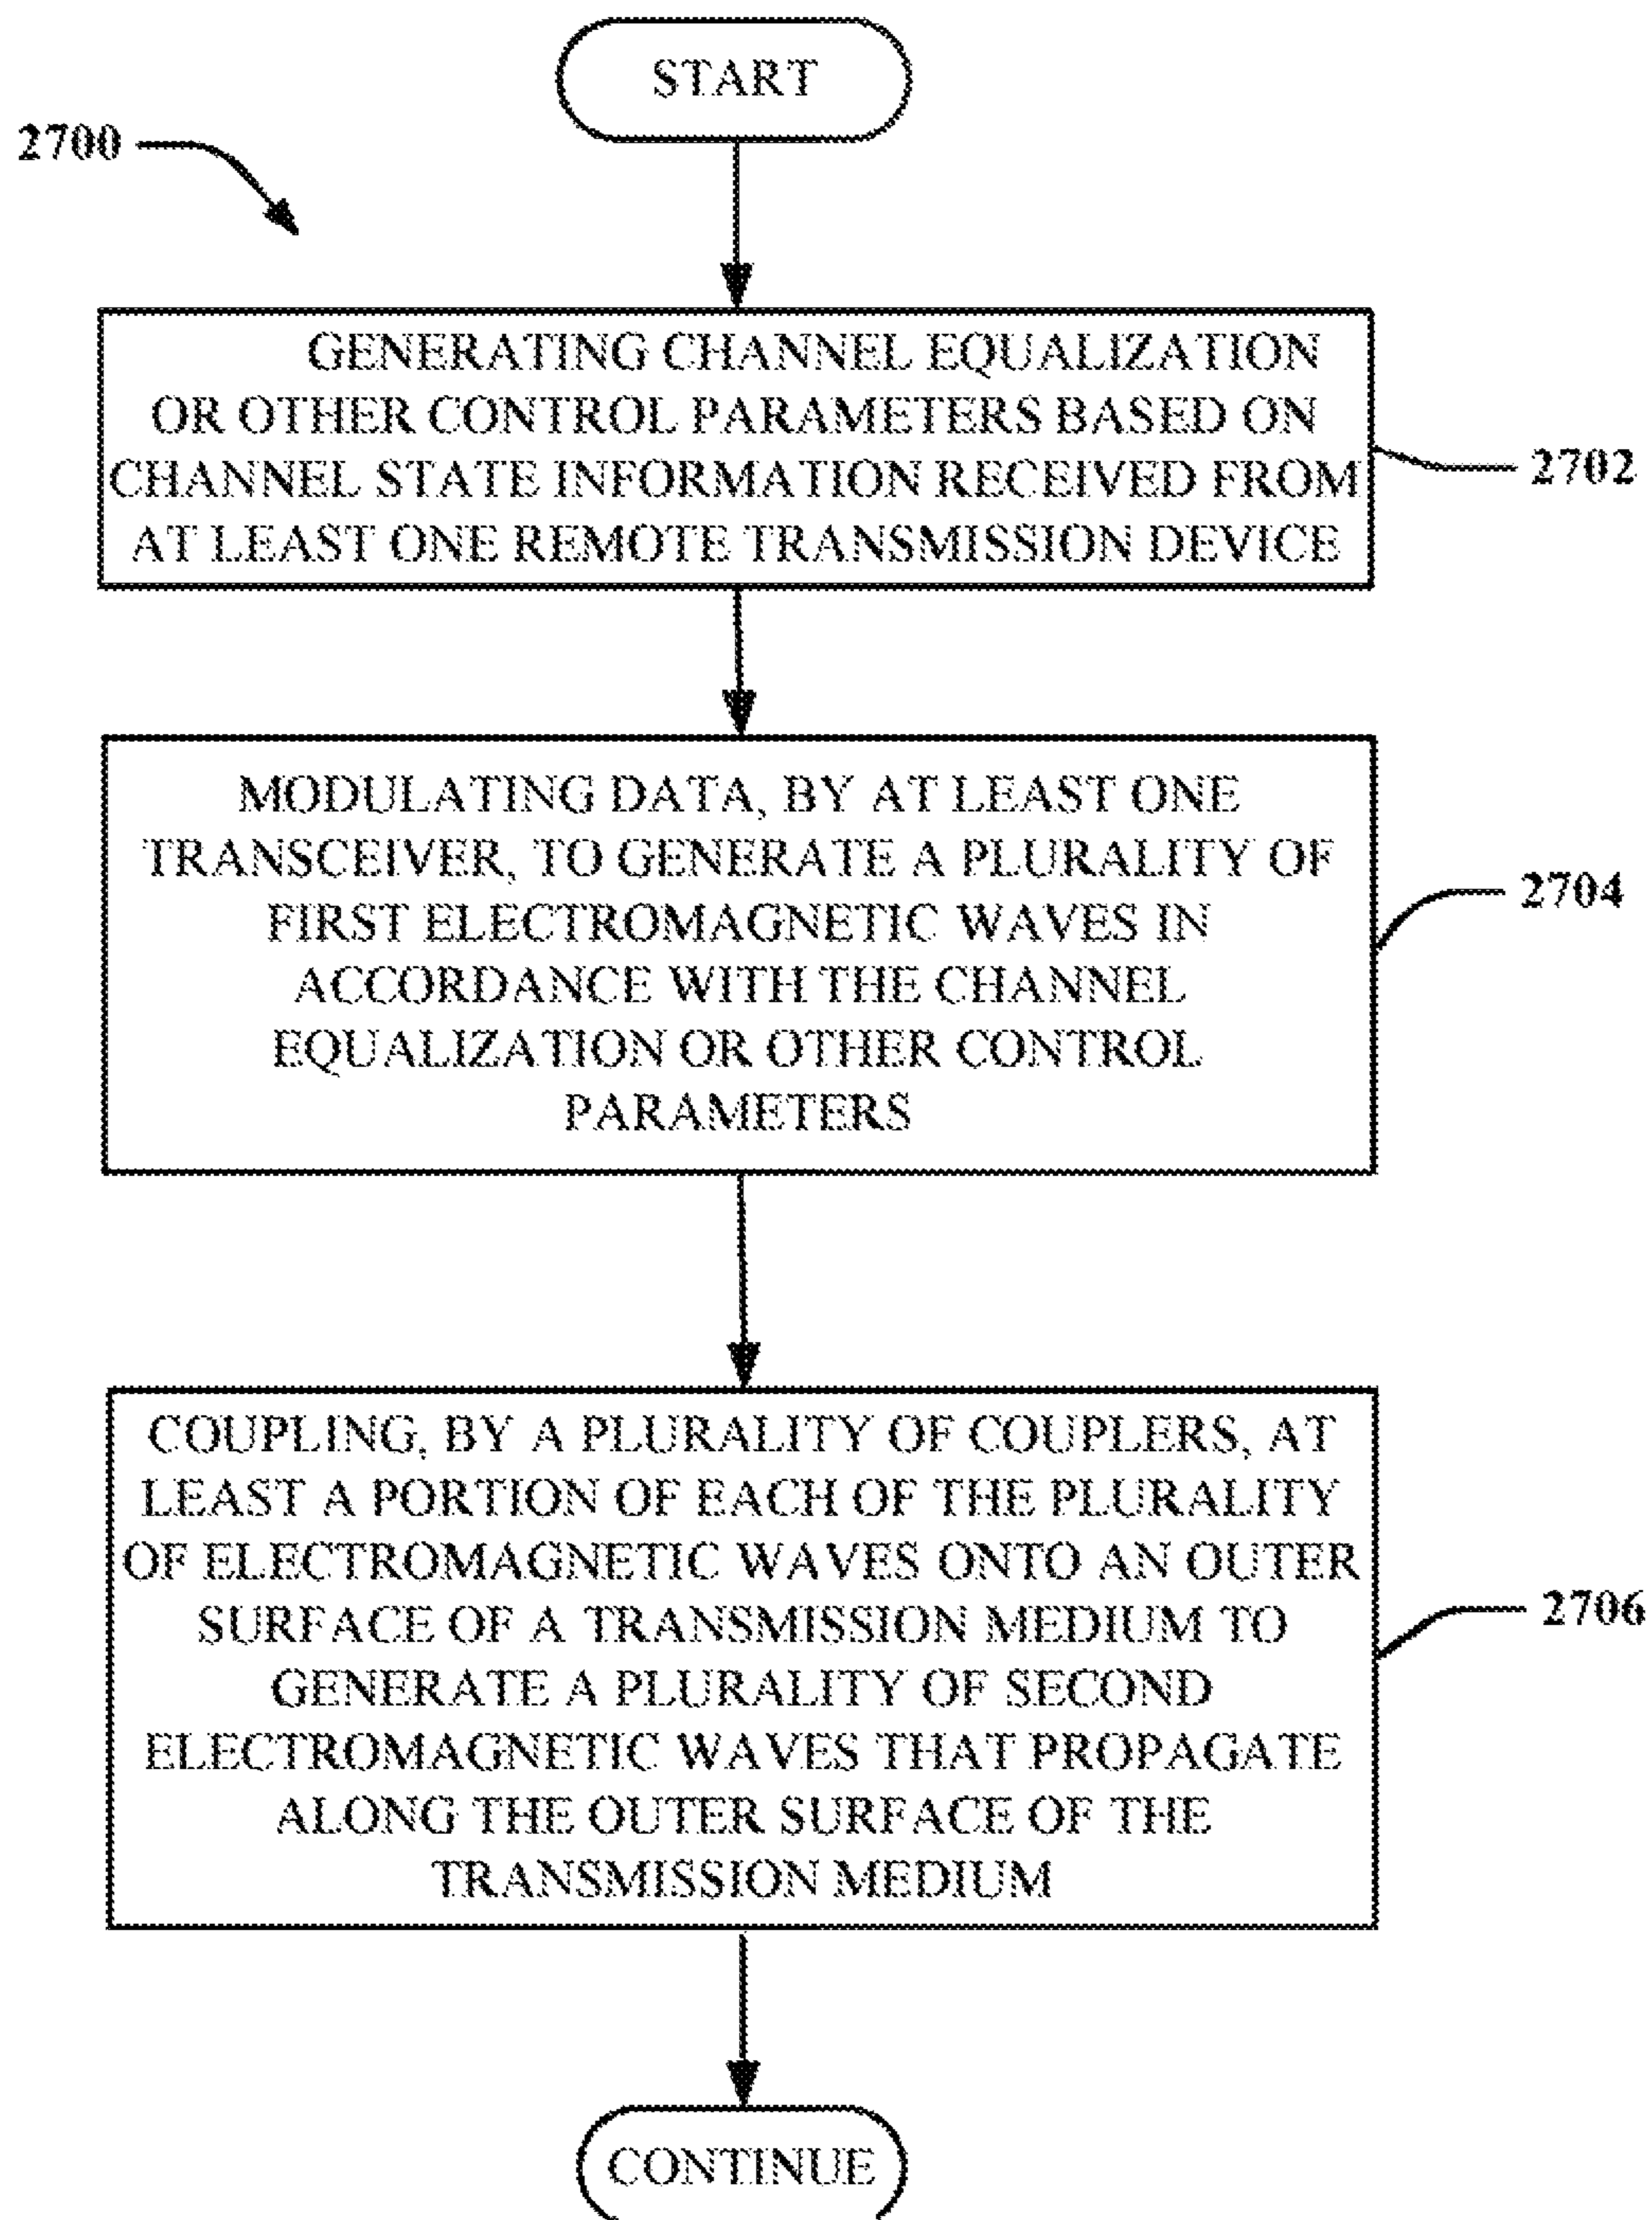 START
2700
GENERATING CHANNEL EQUALIZATION
OR OTHER CONTROL PARAMETERS BASED ON
CHANNEL STATE INFORMATION RECEIVED FROM
AT LEAST ONE REMOTE TRANSMISSION DEVICE
2702
MODULATING DATA, BY AT LEAST ONE
TRANSCEIVER, TO GENERATE A PLURALITY OF
FIRST ELECTROMAGNETIC WAVES IN
ACCORDANCE WITH THE CHANNEL
EQUALIZATION OR OTHER CONTROL
PARAMETERS
2704
COUPLING, BY A PLURALITY OF COUPLERS, AT
LEAST A PORTION OF EACH OF THE PLURALITY
OF ELECTROMAGNETIC WAVES ONTO AN OUTER
SURFACE OF A TRANSMISSION MEDIUM TO
GENERATE A PLURALITY OF SECOND
ELECTROMAGNETIC WAVES THAT PROPAGATE
ALONG THE OUTER SURFACE OF THE
TRANSMISSION MEDIUM
2706
CONTINUE